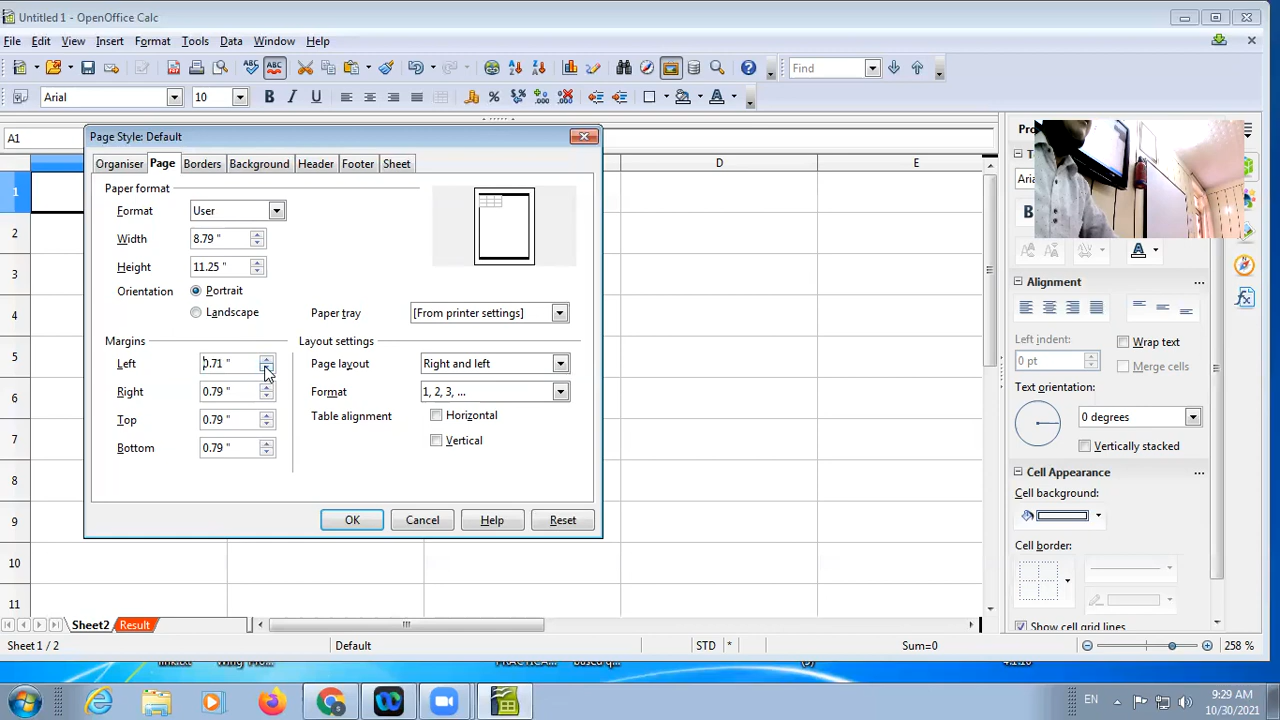 Untitled 1 - OpenOffice Calc
File Edit View Insert Format Tools Data Window Help
Find
Arial 10
A1
Page Style: Default
Organiser Page Borders Background Header Footer Sheet
Paper format
Format User
Width 8.79 "
Height 11.25 "
Orientation Portrait
Landscape
Paper tray [From printer settings]
Margins
Left 0.71 "
Right 0.79 "
Top 0.79 "
Bottom 0.79 "
Layout settings
Page layout Right and left
Format 1, 2, 3, ...
Table alignment Horizontal
Vertical
OK Cancel Help Reset
D E
1
2
3
4
5
6
7
8
9
10
11
Alignment
Left indent:
0 pt
Wrap text
Merge cells
Text orientation:
0 degrees
Vertically stacked
Cell Appearance
Cell background:
Cell border:
Show cell grid lines
Sheet2 Result
Sheet 1 / 2 Default STD * Sum=0 258 %
EN
9:29 AM
10/30/2021